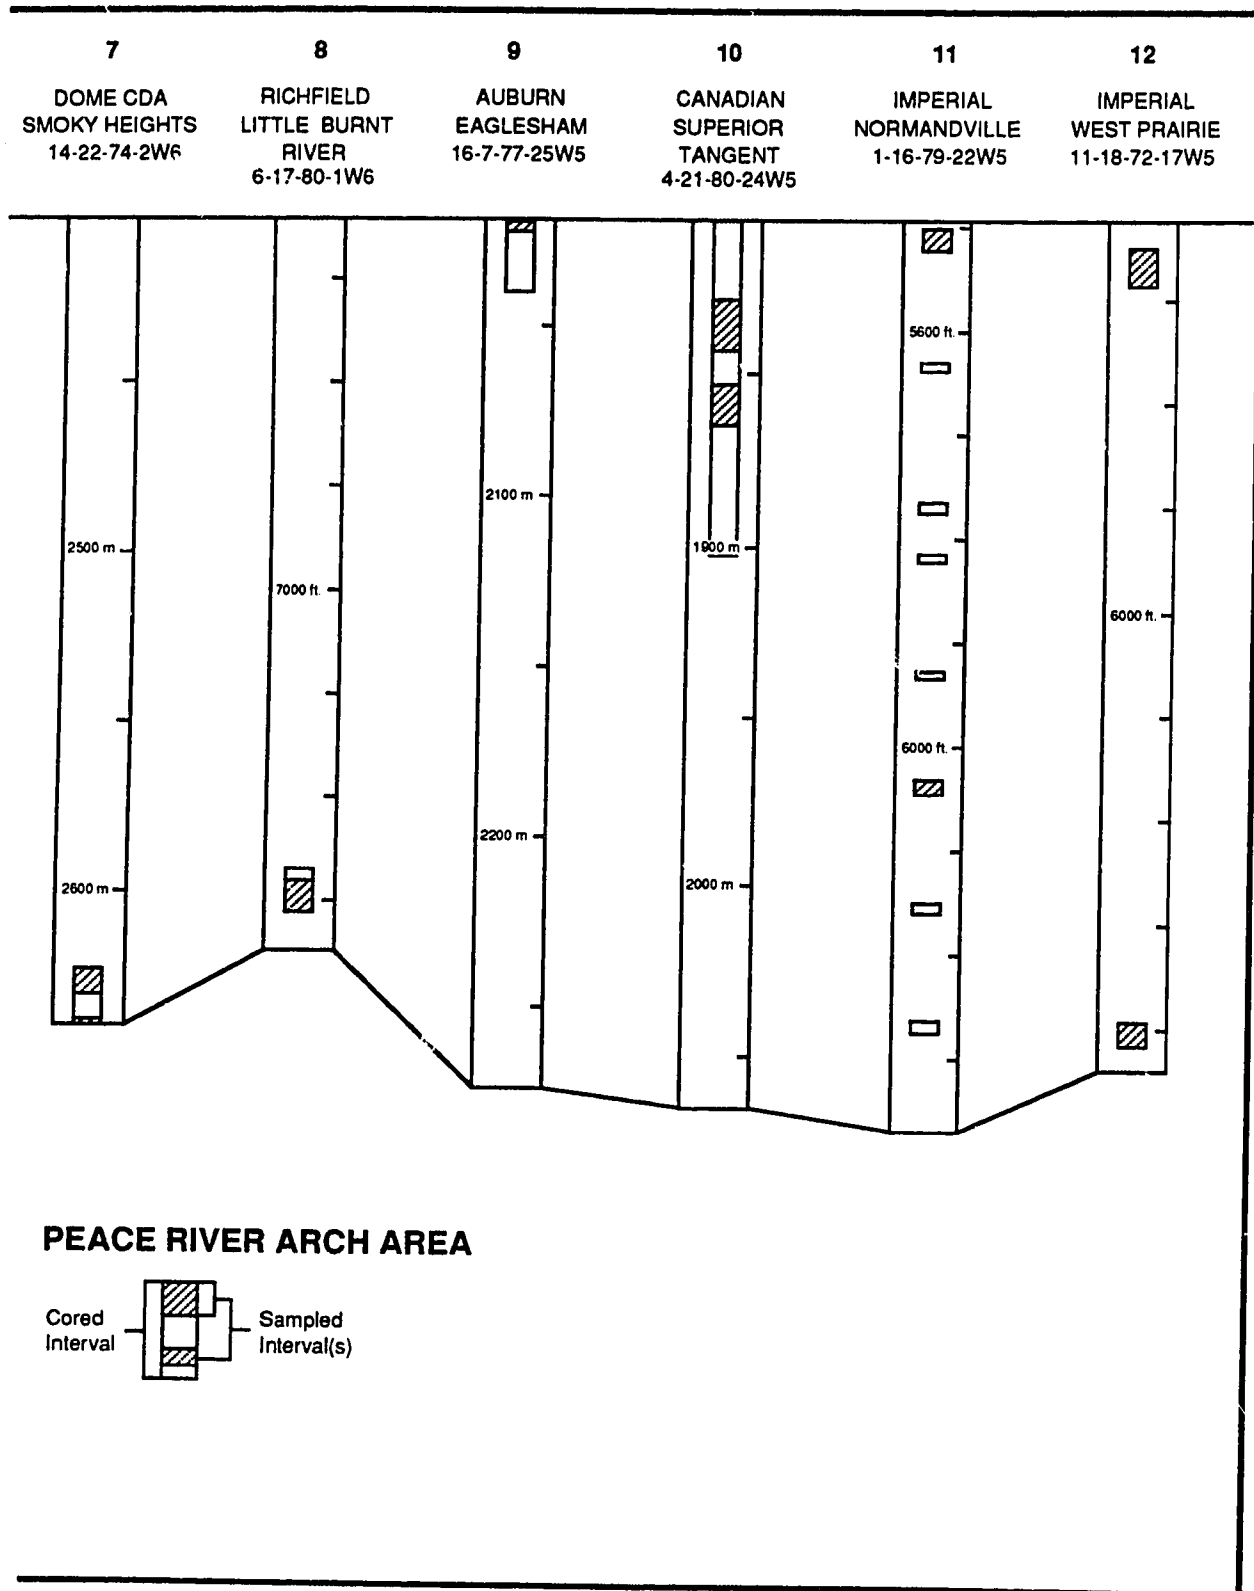 7
DOME CDA
SMOKY HEIGHTS
14-22-74-2W6
8
RICHFIELD
LITTLE BURNT
RIVER
6-17-80-1W6
9
AUBURN
EAGLESHAM
16-7-77-25W5
10
CANADIAN
SUPERIOR
TANGENT
4-21-80-24W5
11
IMPERIAL
NORMANDVILLE
1-16-79-22W5
12
IMPERIAL
WEST PRAIRIE
11-18-72-17W5
2500 m
2600 m
7000 ft.
2100 m
2200 m
1900 m
2000 m
5600 ft.
6000 ft.
6000 ft.
PEACE RIVER ARCH AREA
Cored
Interval
Sampled
Interval(s)